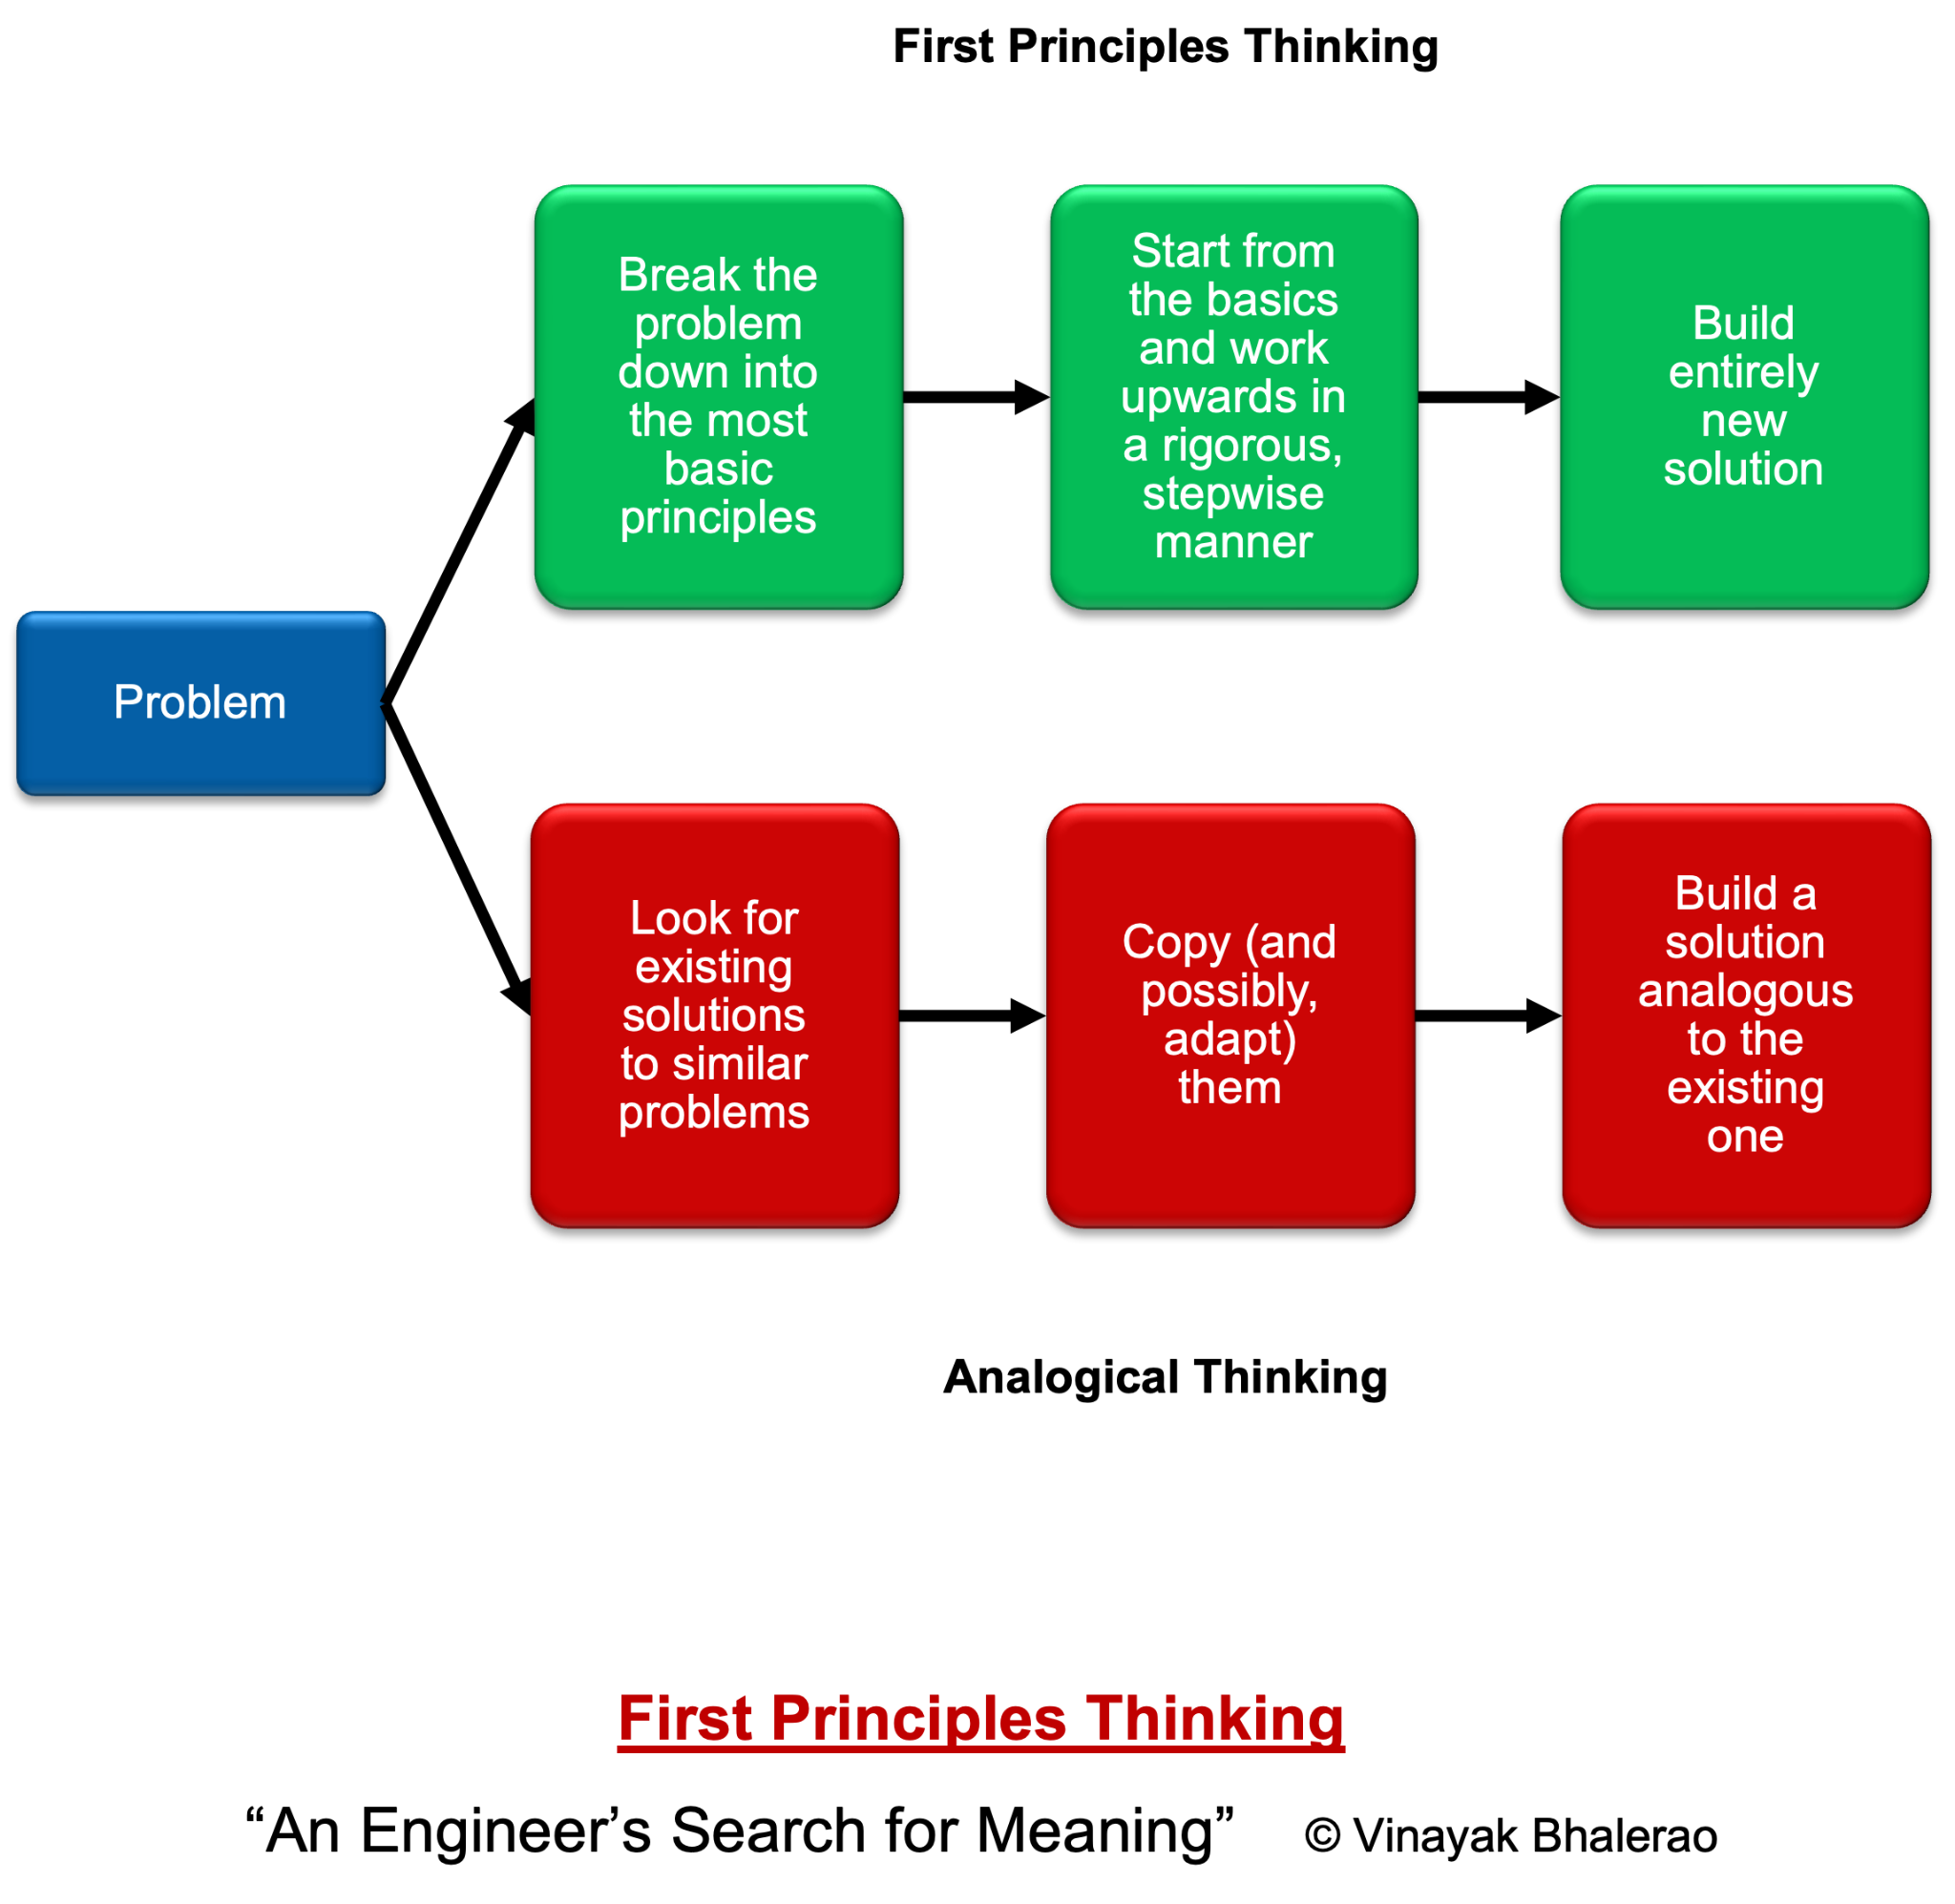 First Principles Thinking
Break the
problem
down into
the most
basic
principles
Start from
the basics
and work
upwards in
a rigorous,
stepwise
manner
Build
entirely
new
solution
Problem
Look for
existing
solutions
to similar
problems
Copy (and
possibly,
adapt)
them
Build a
solution
analogous
to the
existing
one
Analogical Thinking
First Principles Thinking
“An Engineer’s Search for Meaning” © Vinayak Bhalerao